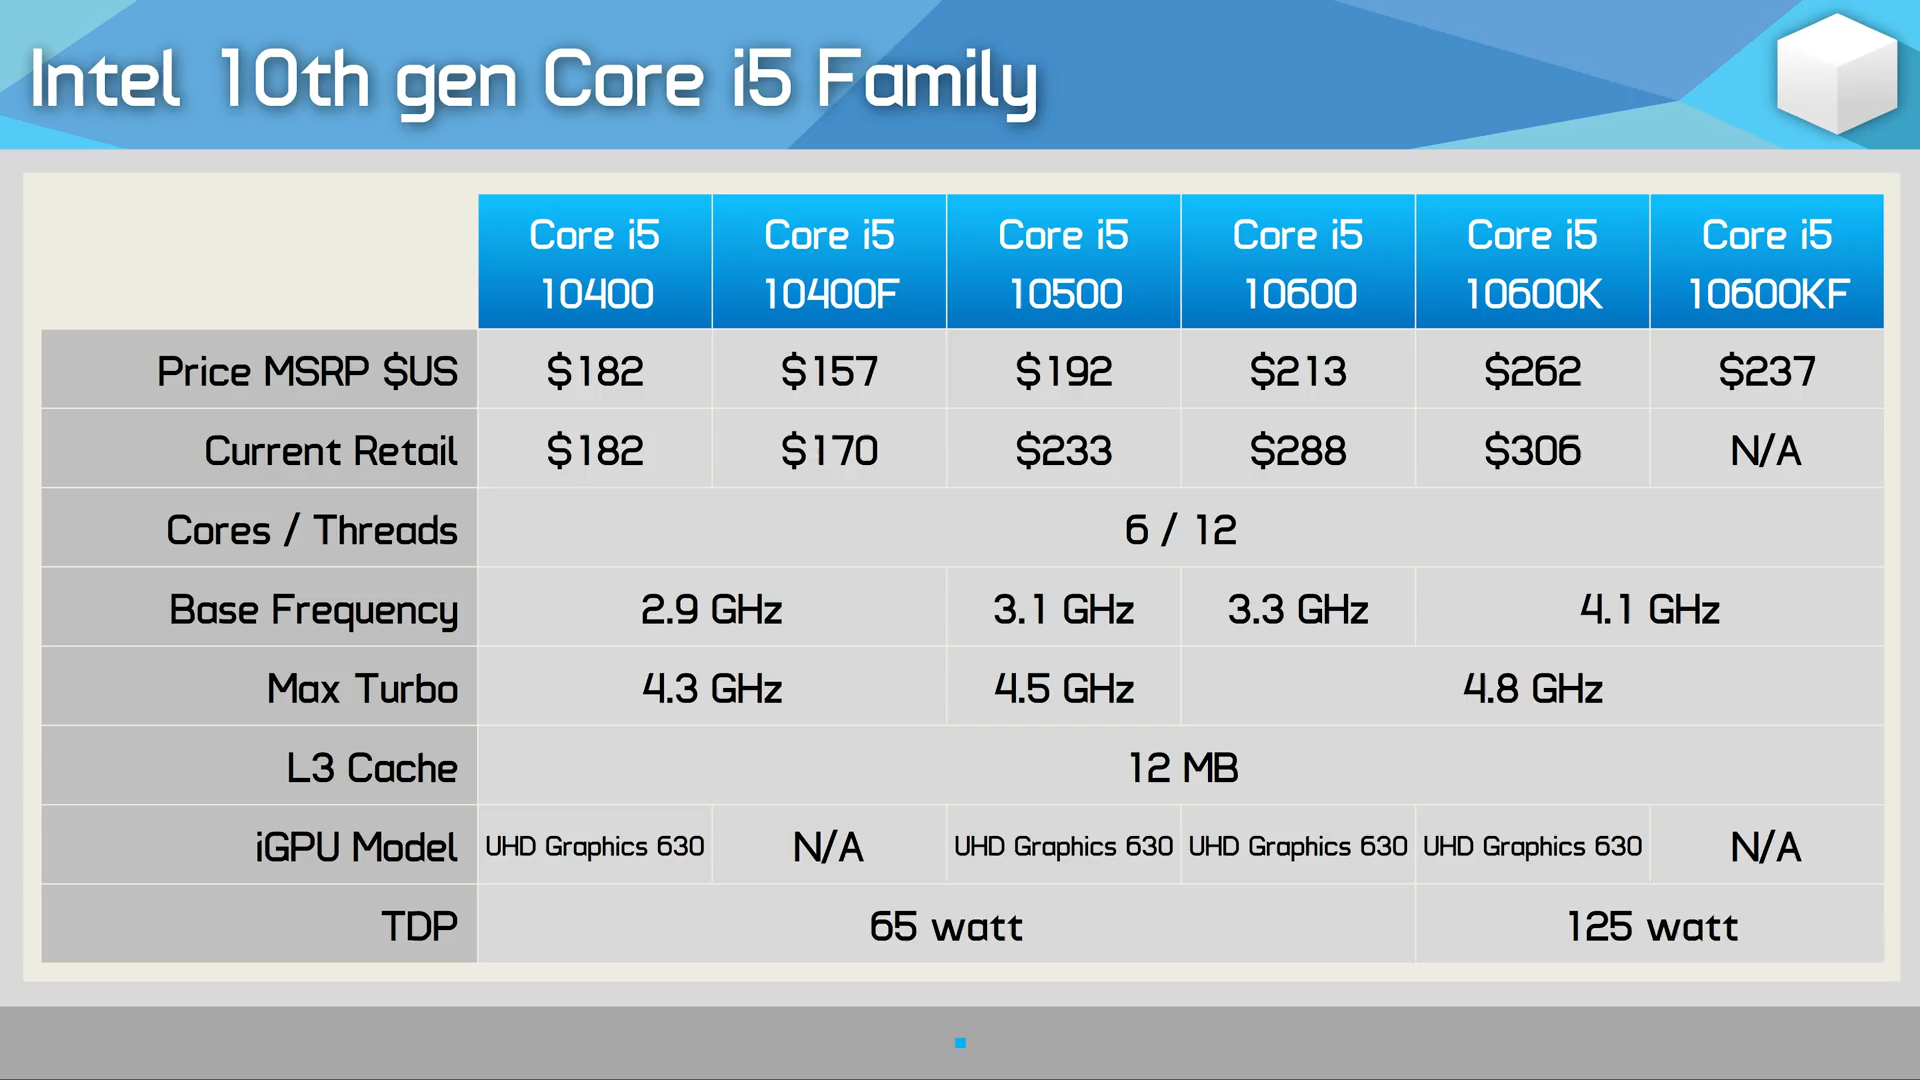 Intel 10th gen Core i5 Family
Core i5 10400 Core i5 10400F Core i5 10500 Core i5 10600 Core i5 10600K Core i5 10600KF
Price MSRP $US $182 $157 $192 $213 $262 $237
Current Retail $182 $170 $233 $288 $306 N/A
Cores / Threads 6 / 12
Base Frequency 2.9 GHz 3.1 GHz 3.3 GHz 4.1 GHz
Max Turbo 4.3 GHz 4.5 GHz 4.8 GHz
L3 Cache 12 MB
iGPU Model UHD Graphics 630 N/A UHD Graphics 630 UHD Graphics 630 UHD Graphics 630 N/A
TDP 65 watt 125 watt